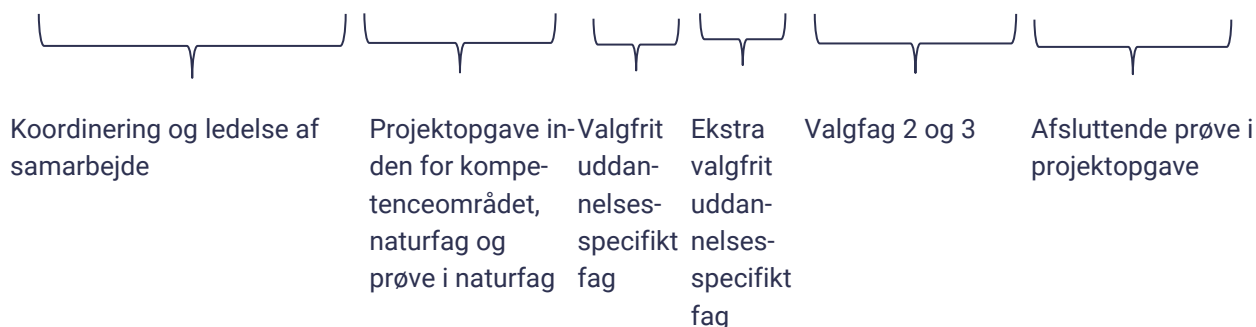 Koordinering og ledelse af
samarbejde
Projektopgave in-
den for kompe-
tenceområdet,
naturfag og
prøve i naturfag
Valgfrit
uddan-
nelses-
specifikt
fag
Ekstra
valgfrit
uddan-
nelses-
specifikt
fag
Valgfag 2 og 3
Afsluttende prøve i
projektopgave